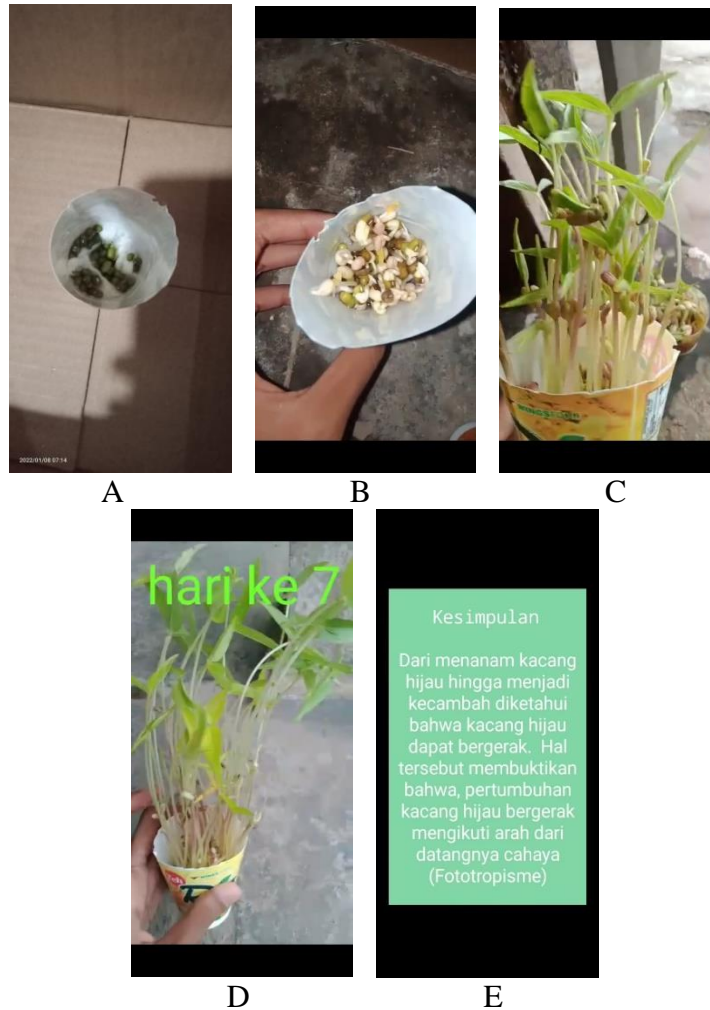 2022/01/08 07:14
A
B
C
hari ke 7
Kesimpulan
Dari menanam kacang
hijau hingga menjadi
kecambah diketahui
bahwa kacang hijau
dapat bergerak. Hal
tersebut membuktikan
bahwa, pertumbuhan
kacang hijau bergerak
mengikuti arah dari
datangnya cahaya
(Fototropisme)
D
E